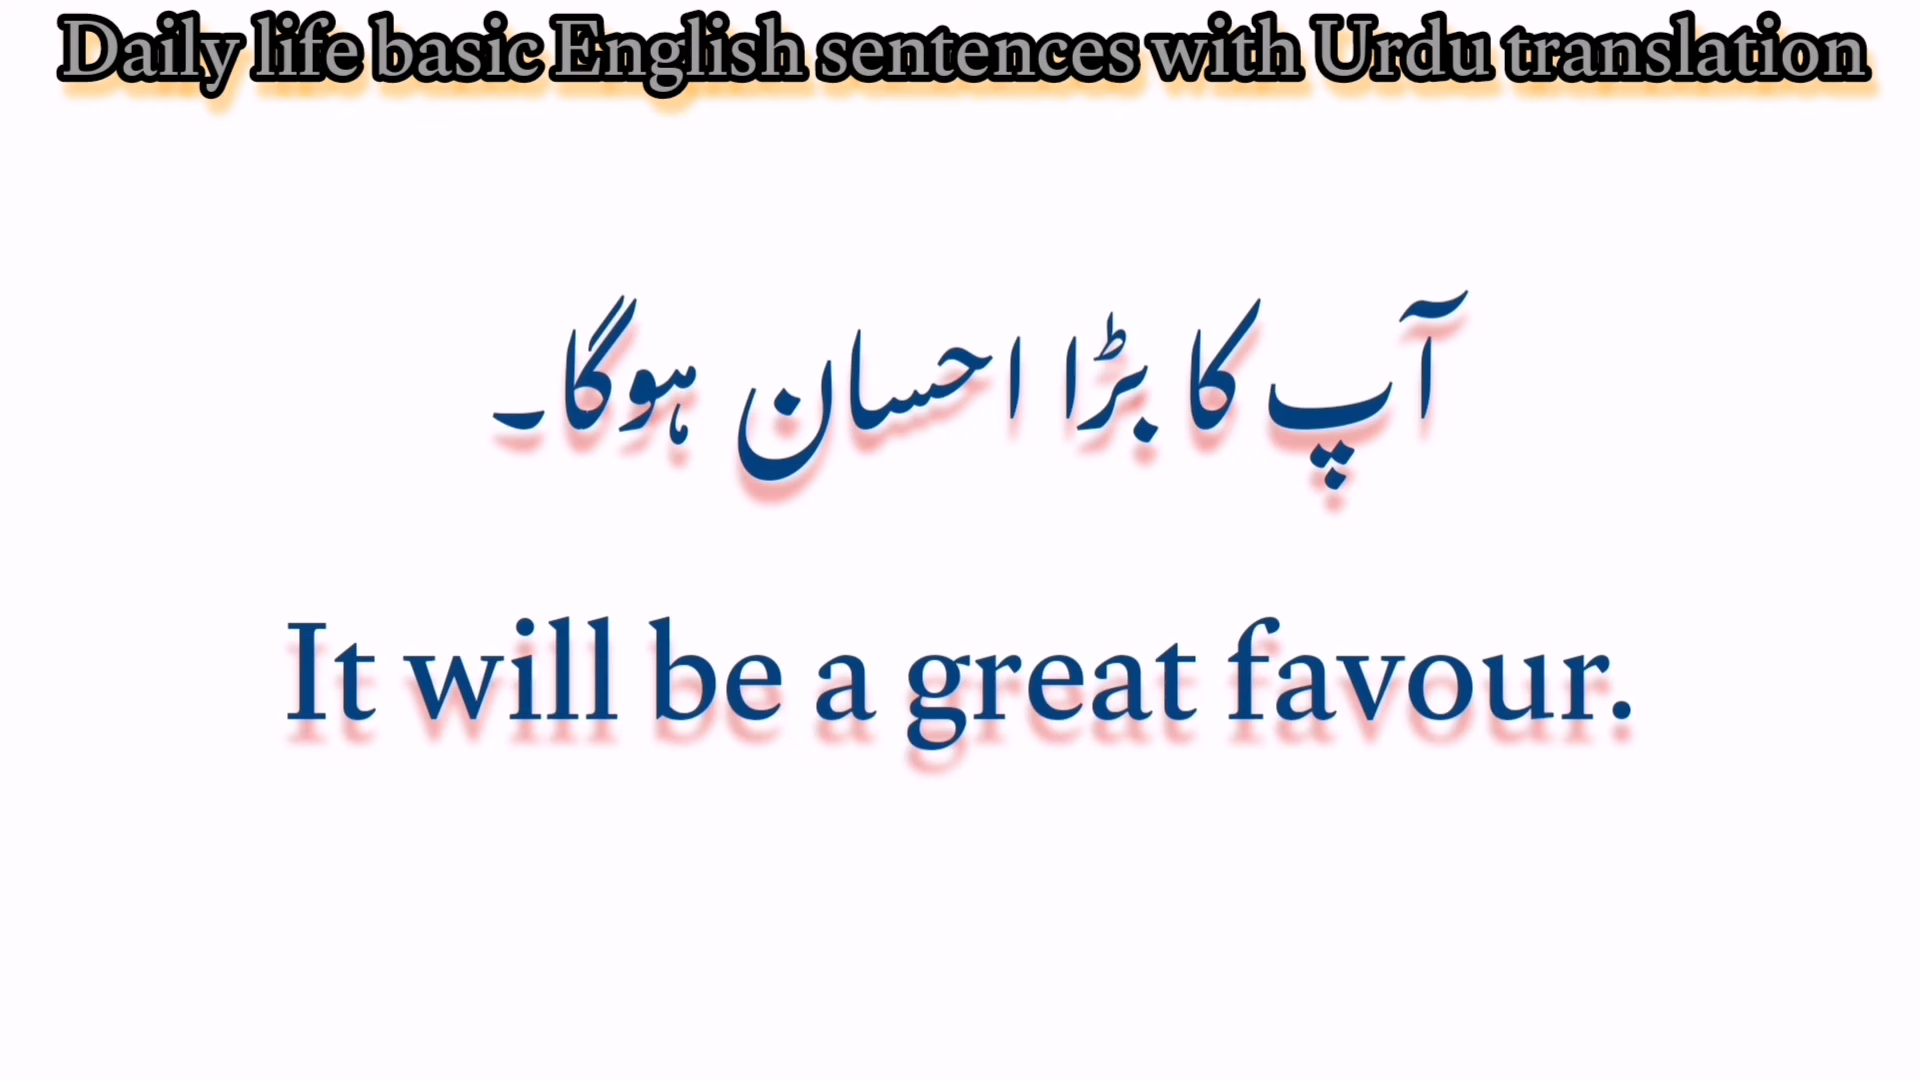 Daily life basic English sentences with Urdu translation
آپ کا بڑا احسان ہوگا۔
It will be a great favour.